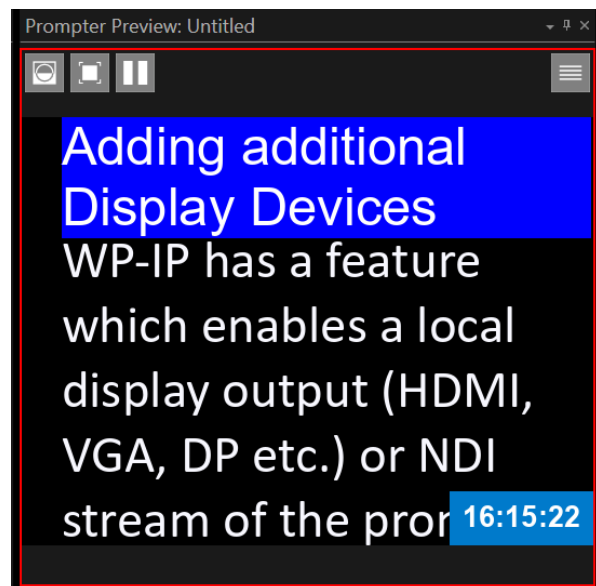 Prompter Preview: Untitled
Adding additional
Display Devices
WP-IP has a feature
which enables a local
display output (HDMI,
VGA, DP etc.) or NDI
stream of the
16:15:22